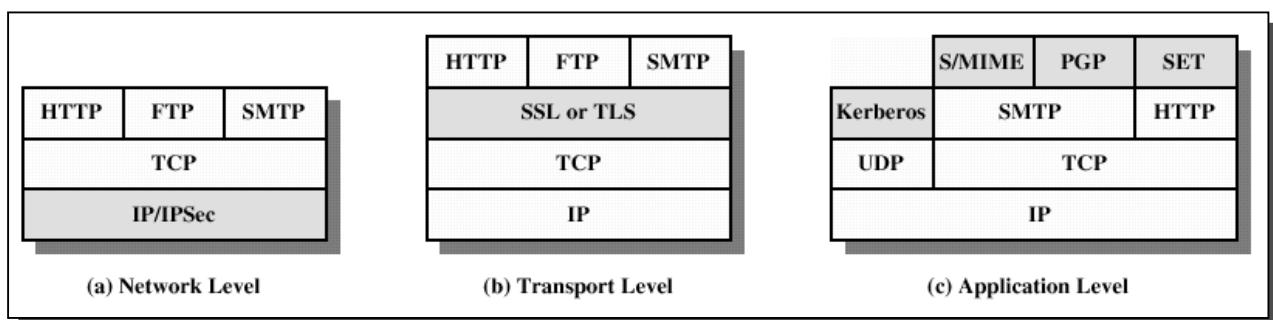 HTTP FTP SMTP
TCP
IP/IPSec
(a) Network Level
HTTP FTP SMTP
SSL or TLS
TCP
IP
(b) Transport Level
S/MIME PGP SET
Kerberos SMTP HTTP
UDP TCP
IP
(c) Application Level